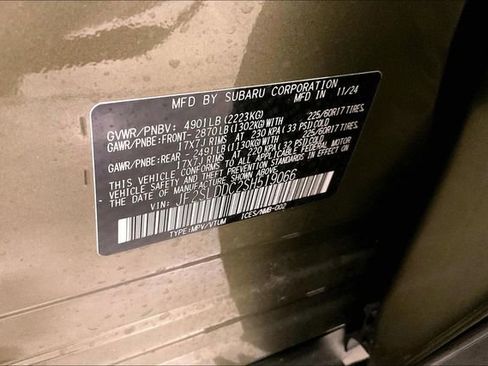 MFD BY SUBARU CORPORATION
MADE IN 11/24
GVWR/PNBV: 4901LB(2223KG)
GAWR/PNBE:FRONT-2870LB(1302KG)WITH 225/60R17 TIRES
17X7J RIMS AT 230 KPA(33 PSI)COLD
GAWR/PNBE:REAR -2491LB(1130KG)WITH 225/60R17 TIRES
17X7J RIMS AT 220 KPA(32 PSI)COLD
THIS VEHICLE CONFORMS TO ALL APPLICABLE FEDERAL MOTOR
VEHICLE SAFETY AND THEFT PREVENTION STANDARDS IN EFFECT ON
THE DATE OF MANUFACTURE SHOWN ABOVE.
VIN: JF2SLDDC2SH519066
TYPE:MPV/VTUM ICES/NMB-002